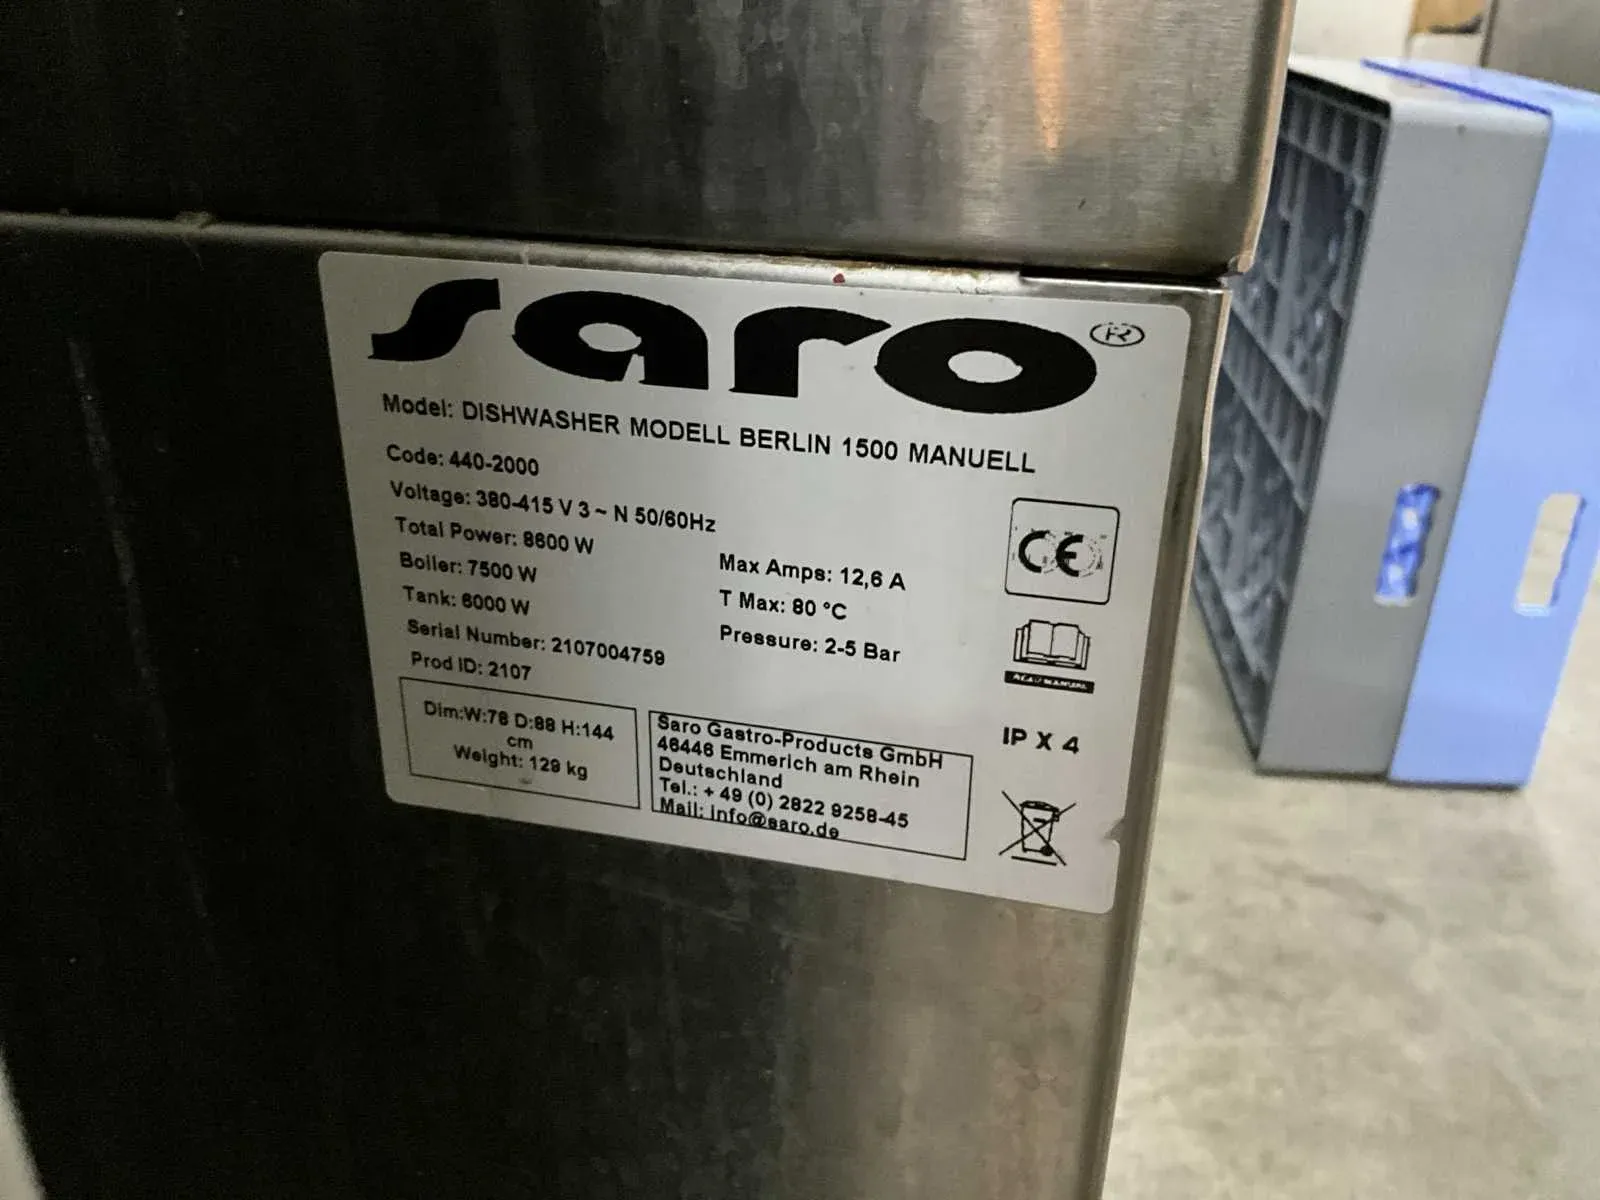 saro®
Model: DISHWASHER MODELL BERLIN 1500 MANUELL
Code: 440-2000
Voltage: 380-415 V 3 ~ N 50/60Hz
Total Power: 8600 W
Boiler: 7500 W
Max Amps: 12,6 A
Tank: 6000 W
T Max: 80 °C
Serial Number: 2107004759
Pressure: 2-5 Bar
Prod ID: 2107
CE
READ MANUAL
IP X 4
Dim:W:78 D:88 H:144
cm
Weight: 129 kg
Saro Gastro-Products GmbH
46446 Emmerich am Rhein
Deutschland
Tel.: + 49 (0) 2822 9258-45
Mail: info@saro.de